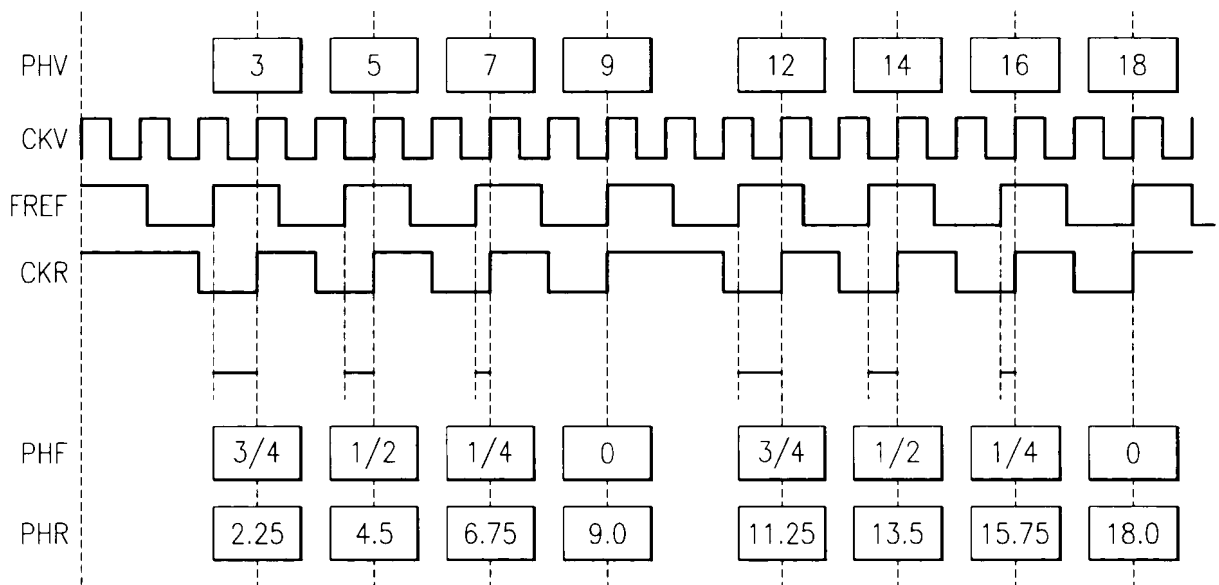 PHV 3 5 7 9 12 14 16 18
CKV
FREF
CKR
PHF 3/4 1/2 1/4 0 3/4 1/2 1/4 0
PHR 2.25 4.5 6.75 9.0 11.25 13.5 15.75 18.0